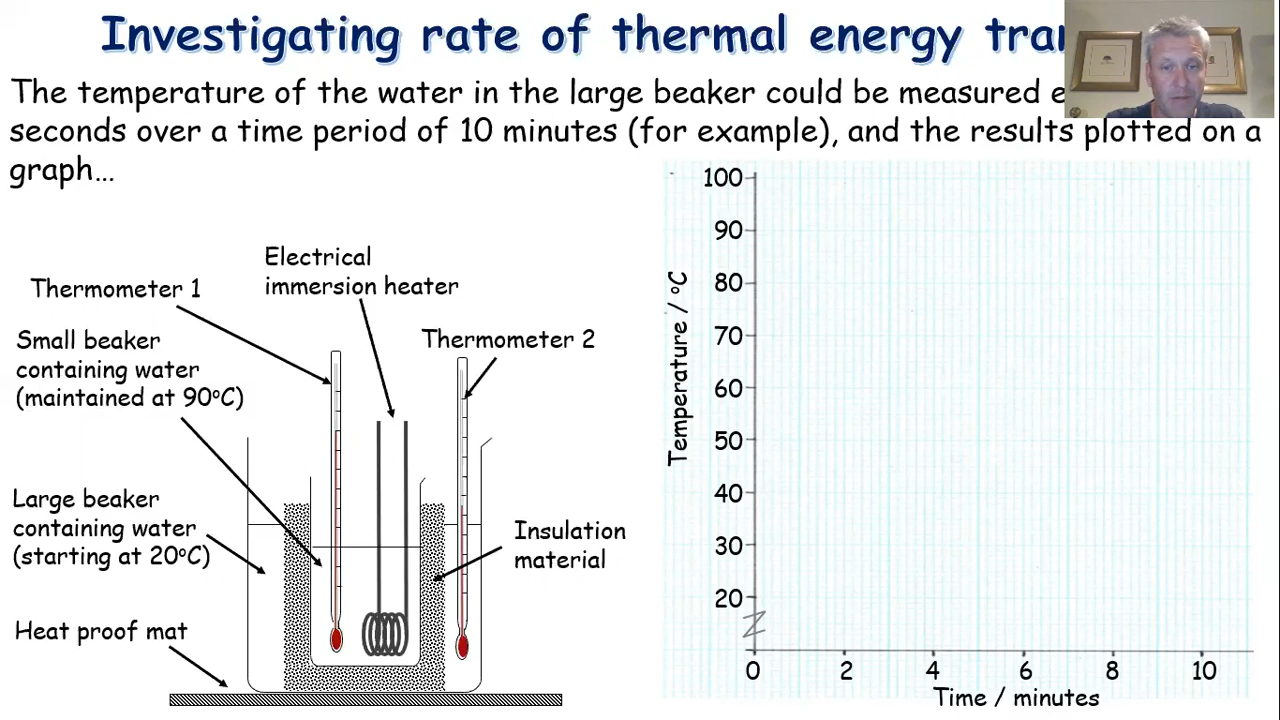 Investigating rate of thermal energy
The temperature of the water in the large beaker could be measured
seconds over a time period of 10 minutes (for example), and the results plotted on a
graph...
Electrical
immersion heater
Thermometer 1
Small beaker
containing water
(maintained at 90°C)
Thermometer 2
Large beaker
containing water
(starting at 20°C)
Insulation
material
Heat proof mat
Temperature / °C
100
90
80
70
60
50
40
30
20
0 2 4 6 8 10
Time / minutes